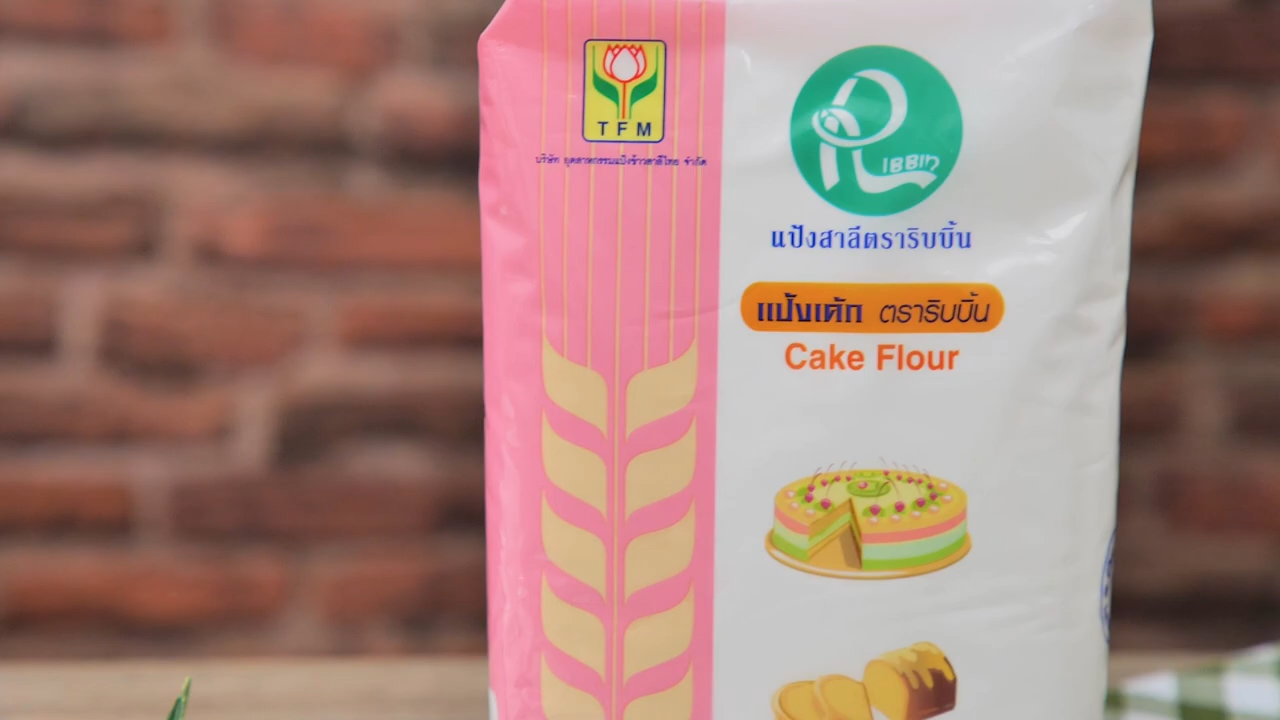 TFM
บริษัท อุตสาหกรรมแป้งข้าวสาลีไทย จำกัด
RIBBIN
แป้งสาลีตราริบบิ้น
แป้งเค้ก ตราริบบิ้น
Cake Flour